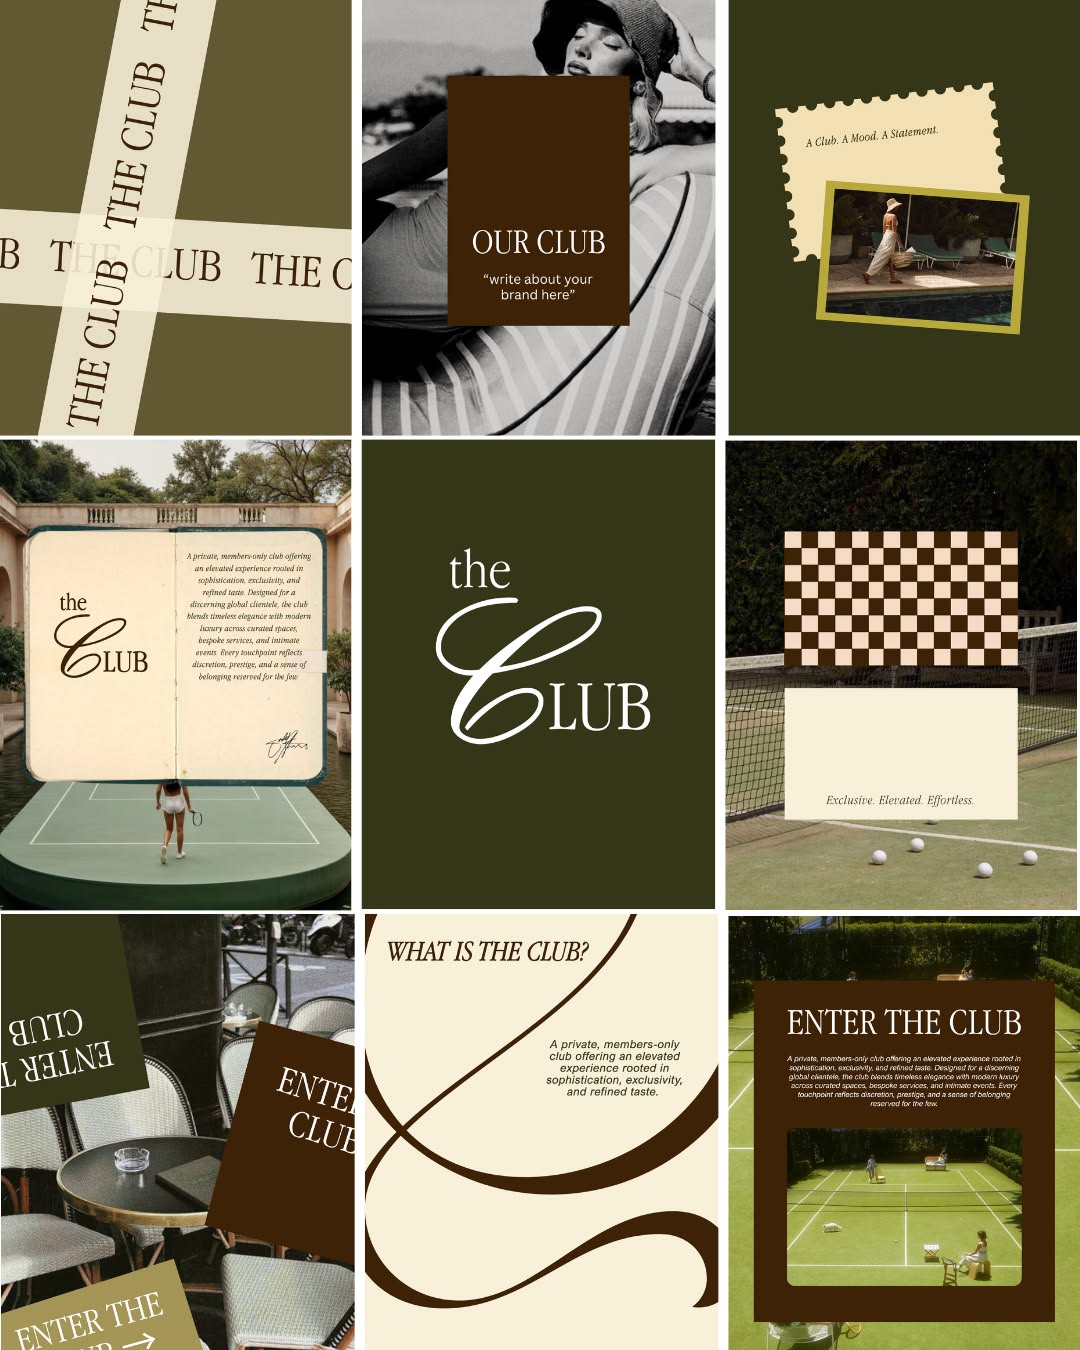 THE CLUB THE CLUB TH
B THE CLUB THE C
OUR CLUB
“write about your
brand here”
A Club. A Mood. A Statement.
the
CLUB
A private, members-only club offering
an elevated experience rooted in
sophistication, exclusivity, and
refined taste. Designed for a
discerning global clientele, the club
blends timeless elegance with modern
luxury across curated spaces,
bespoke services, and intimate
events. Every touchpoint reflects
discretion, prestige, and a sense of
belonging reserved for the few.
the
CLUB
Exclusive. Elevated. Effortless.
ENTER T
CLUB
ENTE
CLUB
ENTER THE
WHAT IS THE CLUB?
A private, members-only
club offering an elevated
experience rooted in
sophistication, exclusivity,
and refined taste.
ENTER THE CLUB
A private, members-only club offering an elevated experience rooted in
sophistication, exclusivity, and refined taste. Designed for a discerning
global clientele, the club blends timeless elegance with modern luxury
across curated spaces, bespoke services, and intimate events. Every
touchpoint reflects discretion, prestige, and a sense of belonging
reserved for the few.